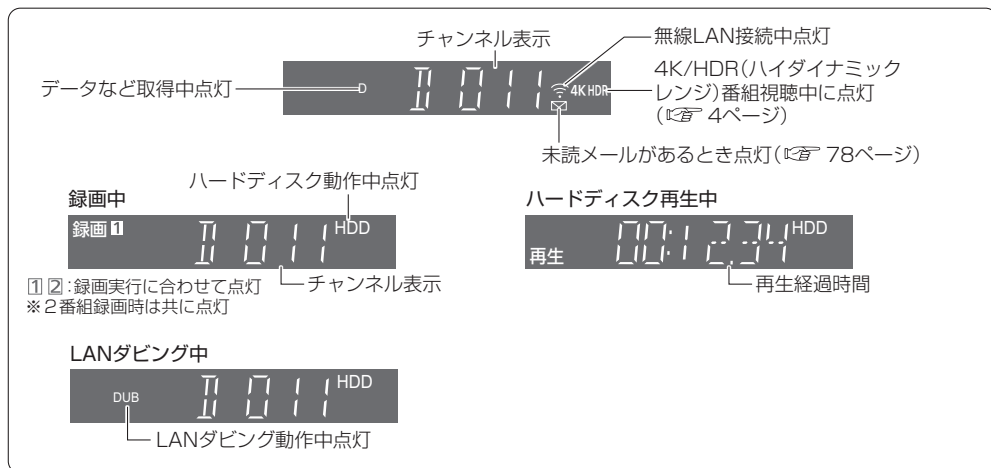 チャンネル表示
無線LAN接続中点灯
データなど取得中点灯
D
D 011
4K HDR
4K/HDR(ハイダイナミック
レンジ)番組視聴中に点灯
(☞ 4ページ)
未読メールがあるとき点灯(☞ 78ページ)
録画中
ハードディスク動作中点灯
録画 1
D 011
HDD
チャンネル表示
1 2:録画実行に合わせて点灯
※2番組録画時は共に点灯
ハードディスク再生中
再生
00:12.34
HDD
再生経過時間
LANダビング中
DUB
D 011
HDD
LANダビング動作中点灯